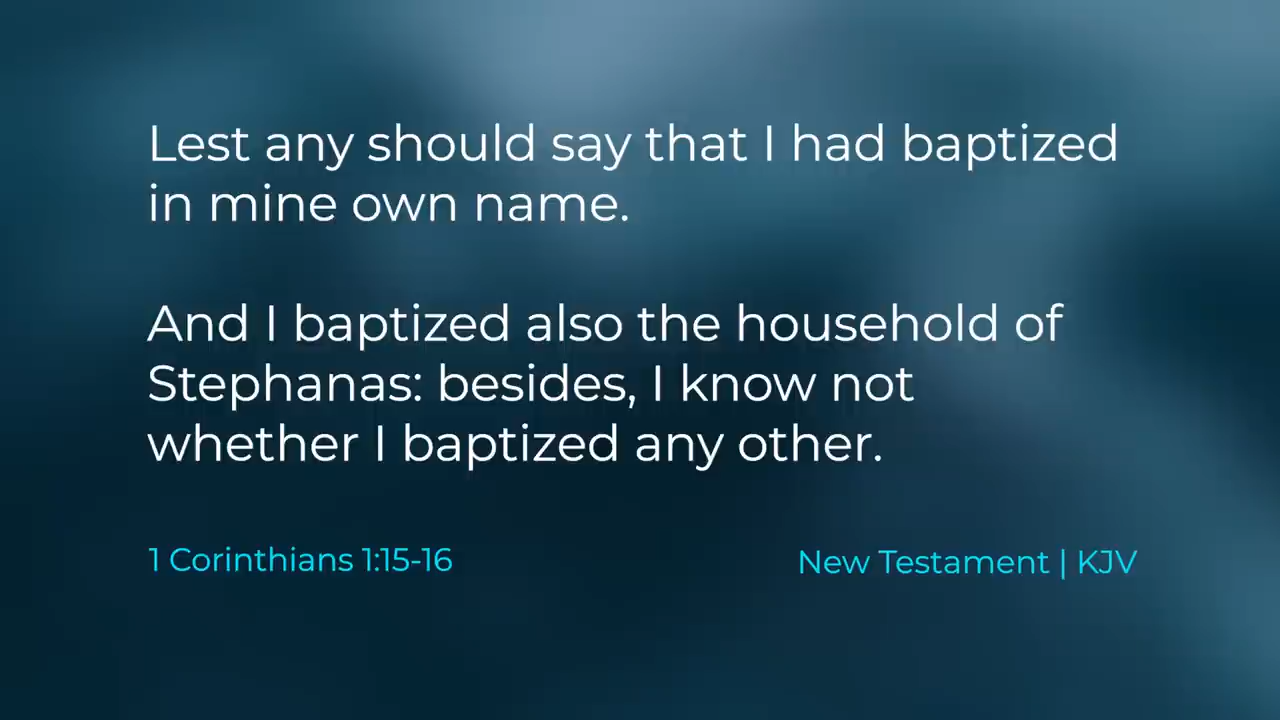 Lest any should say that I had baptized
in mine own name.
And I baptized also the household of
Stephanas: besides, I know not
whether I baptized any other.
1 Corinthians 1:15-16
New Testament | KJV